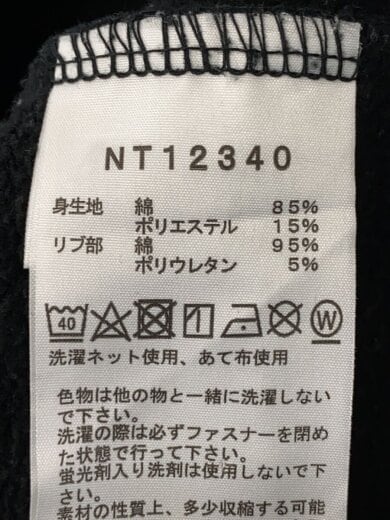 NT12340
身生地 綿 85%
ポリエステル 15%
リブ部 綿 95%
ポリウレタン 5%
40 W
洗濯ネット使用、あて布使用
色物は他の物と一緒に洗濯しない
で下さい。
洗濯の際は必ずファスナーを閉め
た状態で行って下さい。
蛍光剤入り洗剤は使用しないで下
さい。
素材の性質上、多少収縮する可能